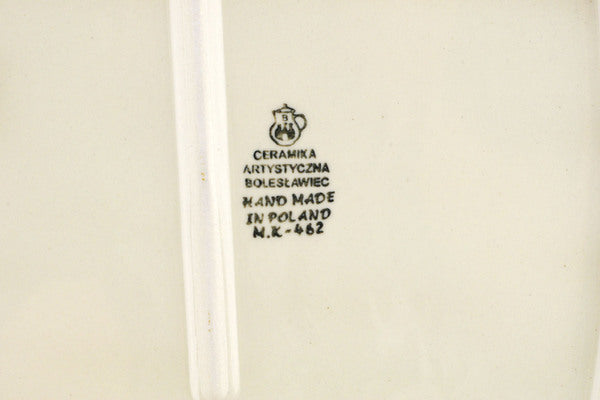 B
CERAMIKA
ARTYSTYCZNA
BOLESŁAWIEC
HAND MADE
IN POLAND
M.K-462